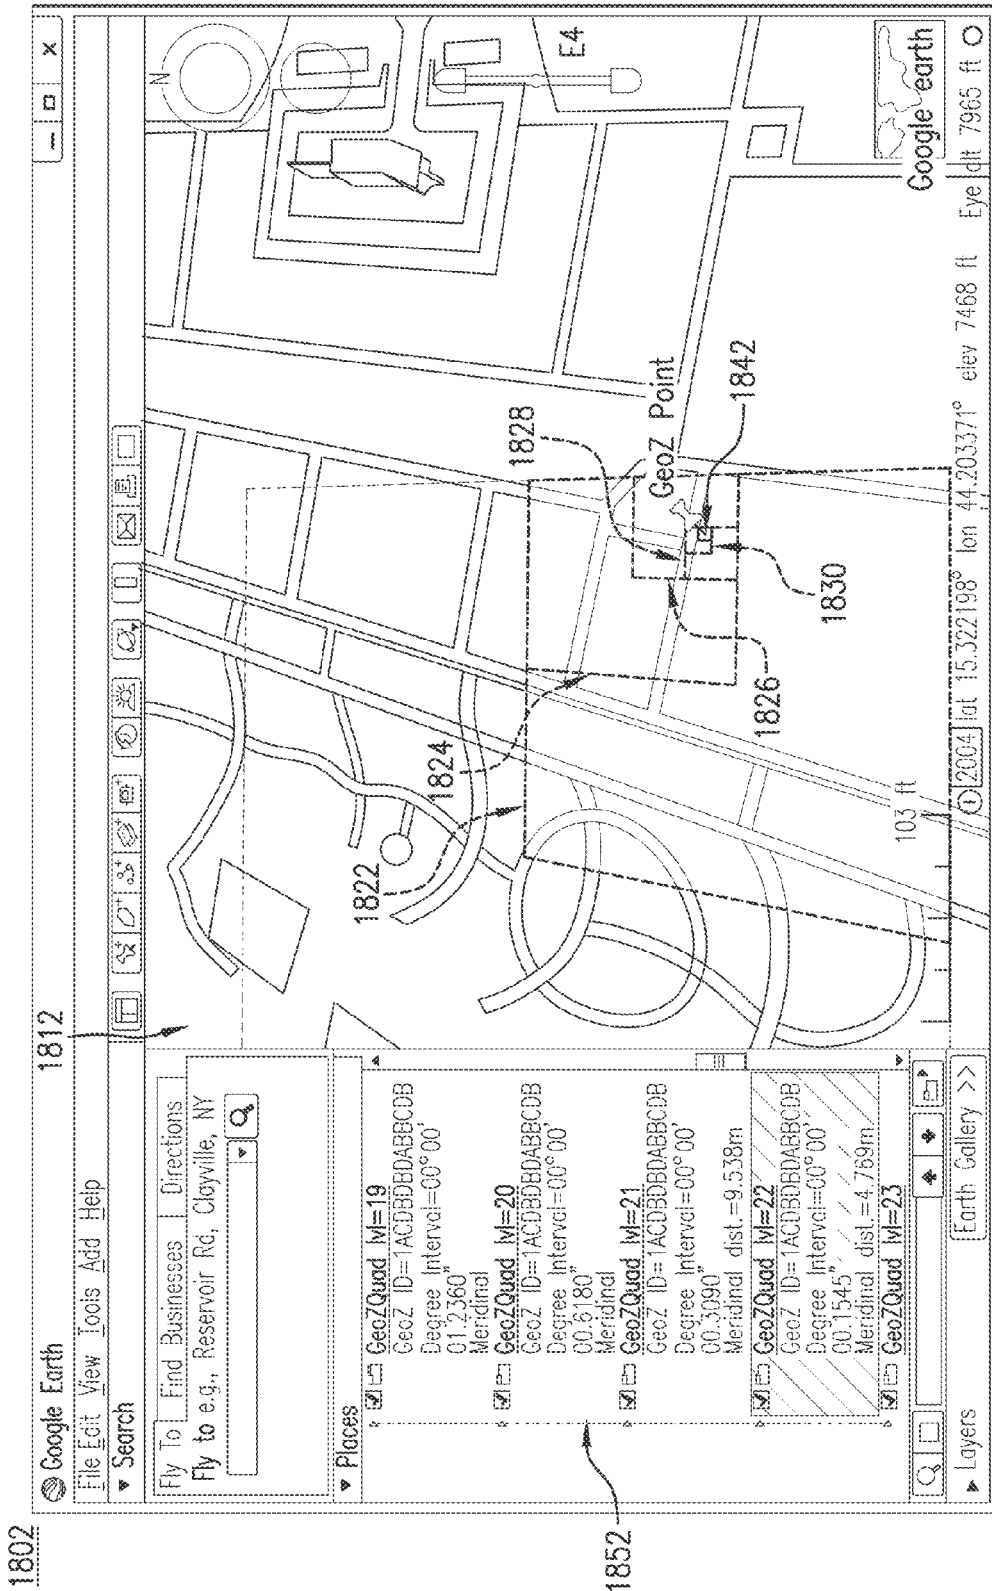 1802
Google Earth
File Edit View Tools Add Help
▼ Search
Fly To Find Businesses Directions
Fly to e.g., Reservoir Rd, Clayville, NY
▼ Places
GeoZQuad lvl=19
GeoZ ID=1ACDBDBDABBCDB
Degree Interval=00°00'
01.2360"
Meridinal
GeoZQuad lvl=20
GeoZ ID=1ACDBDBDABBCDB
Degree Interval=00°00'
00.6180"
Meridinal
GeoZQuad lvl=21
GeoZ ID=1ACDBDBDABBCDB
Degree Interval=00°00'
00.3090"
Meridinal dist.=9.538m
GeoZQuad lvl=22
GeoZ ID=1ACDBDBDABBCDB
Degree Interval=00°00'
00.1545"
Meridinal dist.=4.769m
GeoZQuad lvl=23
▶ Layers
Earth Gallery >>
1852
1812
N
E4
1822
1824
1828
GeoZ Point
1842
1826
1830
103 ft
Google earth
2004 lat 15.322198° lon 44.203371° elev 7468 ft Eye alt 7965 ft